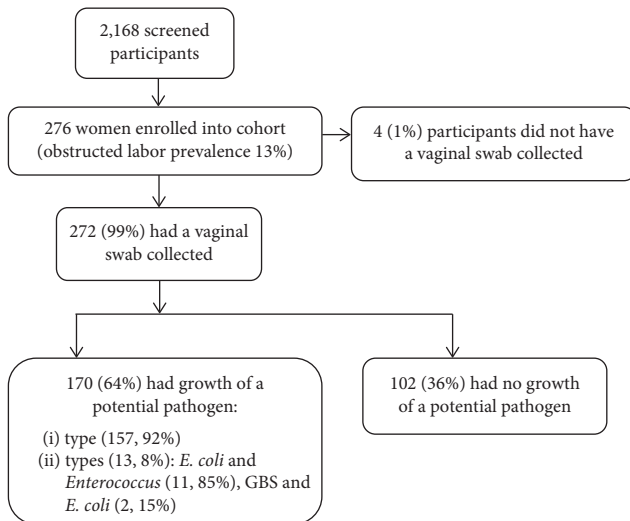 2,168 screened
participants
276 women enrolled into cohort
(obstructed labor prevalence 13%)
4 (1%) participants did not have
a vaginal swab collected
272 (99%) had a vaginal
swab collected
170 (64%) had growth of a
potential pathogen:
(i) type (157, 92%)
(ii) types (13, 8%): E. coli and
Enterococcus (11, 85%), GBS and
E. coli (2, 15%)
102 (36%) had no growth
of a potential pathogen